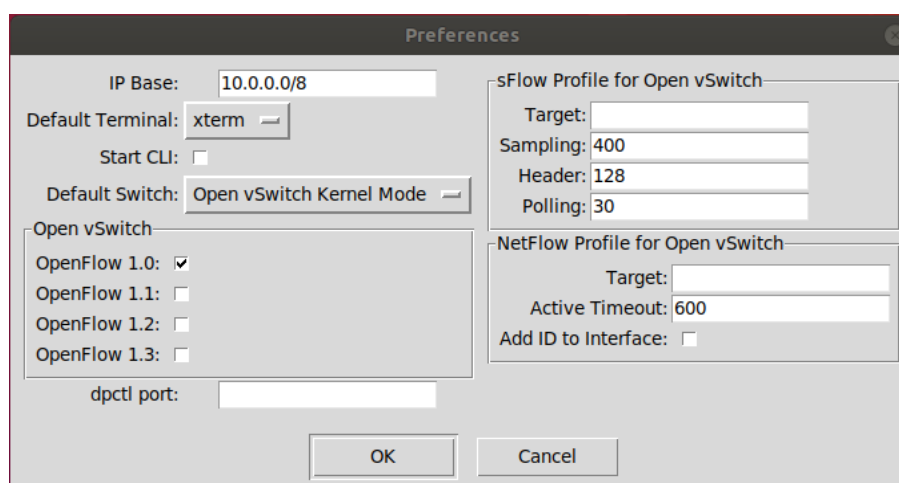 Preferences
IP Base: 10.0.0.0/8
Default Terminal: xterm
Start CLI:
Default Switch: Open vSwitch Kernel Mode
Open vSwitch
OpenFlow 1.0:
OpenFlow 1.1:
OpenFlow 1.2:
OpenFlow 1.3:
dpctl port:
sFlow Profile for Open vSwitch
Target:
Sampling: 400
Header: 128
Polling: 30
NetFlow Profile for Open vSwitch
Target:
Active Timeout: 600
Add ID to Interface:
OK
Cancel